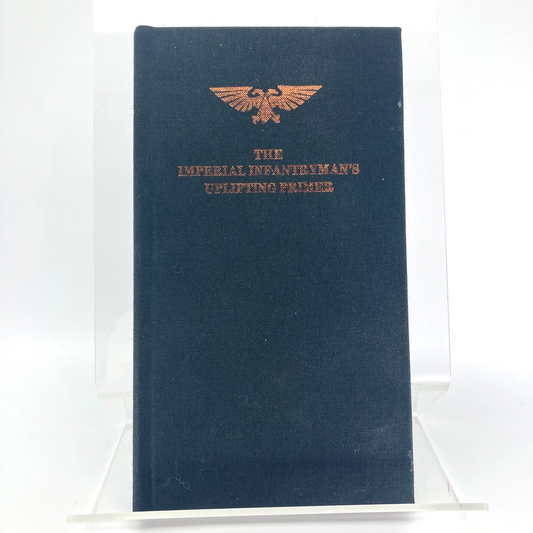 THE
IMPERIAL INFANTRYMAN'S
UPLIFTING PRIMER